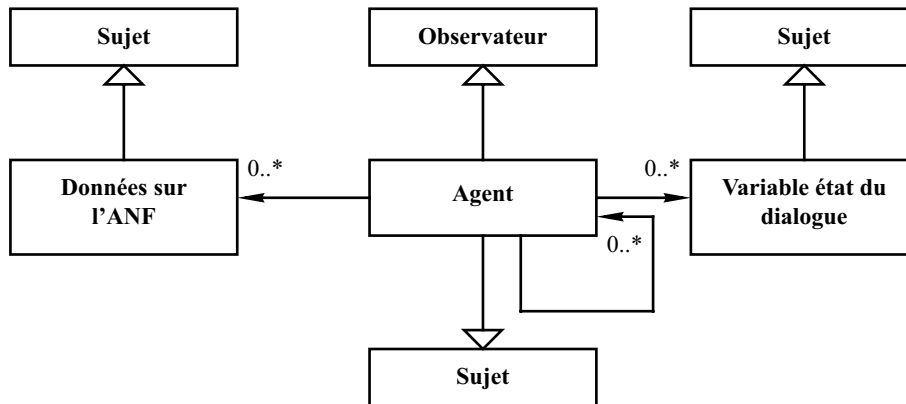 Sujet
Observateur
Sujet
0..*
0..*
Données sur
l'ANF
Agent
Variable état du
dialogue
0..*
Sujet